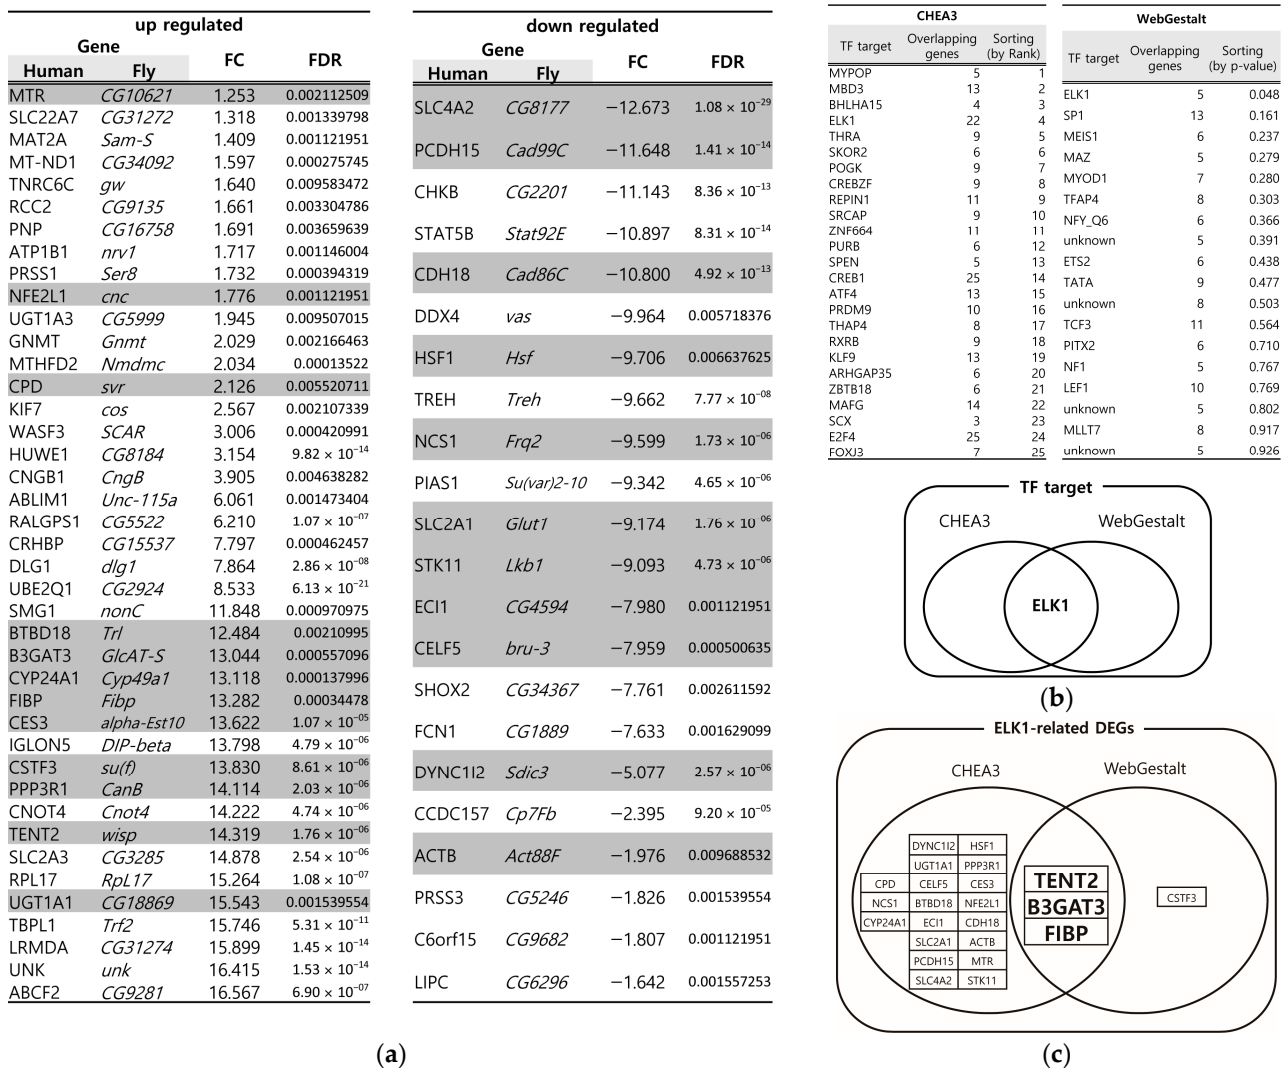 up regulated
Gene FC FDR
Human Fly
MTR CG10621 1.253 0.002112509
SLC22A7 CG31272 1.318 0.001339798
MAT2A Sam-S 1.409 0.001121951
MT-ND1 CG34092 1.597 0.000275745
TNRC6C gw 1.640 0.009583472
RCC2 CG9135 1.661 0.003304786
PNP CG16758 1.691 0.003659639
ATP1B1 nrv1 1.717 0.001146004
PRSS1 Ser8 1.732 0.000394319
NFE2L1 cnc 1.776 0.001121951
UGT1A3 CG5999 1.945 0.009507015
GNMT Gnmt 2.029 0.002166463
MTHFD2 Nmdmc 2.034 0.00013522
CPD svr 2.126 0.005520711
KIF7 cos 2.567 0.002107339
WASF3 SCAR 3.006 0.000420991
HUWE1 CG8184 3.154 9.82 × 10⁻¹⁴
CNGB1 CngB 3.905 0.004638282
ABLIM1 Unc-115a 6.061 0.001473404
RALGPS1 CG5522 6.210 1.07 × 10⁻⁰⁷
CRHBP CG15537 7.797 0.000462457
DLG1 dlg1 7.864 2.86 × 10⁻⁰⁸
UBE2Q1 CG2924 8.533 6.13 × 10⁻²¹
SMG1 nonC 11.848 0.000970975
BTBD18 Trl 12.484 0.00210995
B3GAT3 GlcAT-S 13.044 0.000557096
CYP24A1 Cyp49a1 13.118 0.000137996
FIBP Fibp 13.282 0.00034478
CES3 alpha-Est10 13.622 1.07 × 10⁻⁰⁵
IGLON5 DIP-beta 13.798 4.79 × 10⁻⁰⁶
CSTF3 su(f) 13.830 8.61 × 10⁻⁰⁶
PPP3R1 CanB 14.114 2.03 × 10⁻⁰⁶
CNOT4 Cnot4 14.222 4.74 × 10⁻⁰⁶
TENT2 wisp 14.319 1.76 × 10⁻⁰⁶
SLC2A3 CG3285 14.878 2.54 × 10⁻⁰⁶
RPL17 RpL17 15.264 1.08 × 10⁻⁰⁷
UGT1A1 CG18869 15.543 0.001539554
TBPL1 Trf2 15.746 5.31 × 10⁻¹¹
LRMDA CG31274 15.899 1.45 × 10⁻¹⁴
UNK unk 16.415 1.53 × 10⁻¹⁴
ABCF2 CG9281 16.567 6.90 × 10⁻⁰⁷
down regulated
Gene FC FDR
Human Fly
SLC4A2 CG8177 −12.673 1.08 × 10⁻²⁹
PCDH15 Cad99C −11.648 1.41 × 10⁻¹⁴
CHKB CG2201 −11.143 8.36 × 10⁻¹³
STAT5B Stat92E −10.897 8.31 × 10⁻¹⁴
CDH18 Cad86C −10.800 4.92 × 10⁻¹³
DDX4 vas −9.964 0.005718376
HSF1 Hsf −9.706 0.006637625
TREH Treh −9.662 7.77 × 10⁻⁰⁸
NCS1 Frq2 −9.599 1.73 × 10⁻⁰⁶
PIAS1 Su(var)2-10 −9.342 4.65 × 10⁻⁰⁶
SLC2A1 Glut1 −9.174 1.76 × 10⁻⁰⁶
STK11 Lkb1 −9.093 4.73 × 10⁻⁰⁶
ECI1 CG4594 −7.980 0.001121951
CELF5 bru-3 −7.959 0.000500635
SHOX2 CG34367 −7.761 0.002611592
FCN1 CG1889 −7.633 0.001629099
DYNC1I2 Sdic3 −5.077 2.57 × 10⁻⁰⁶
CCDC157 Cp7Fb −2.395 9.20 × 10⁻⁰⁵
ACTB Act88F −1.976 0.009688532
PRSS3 CG5246 −1.826 0.001539554
C6orf15 CG9682 −1.807 0.001121951
LIPC CG6296 −1.642 0.001557253
(a)
CHEA3
TF target Overlapping genes Sorting (by Rank)
MYPOP 5 1
MBD3 13 2
BHLHA15 4 3
ELK1 22 4
THRA 9 5
SKOR2 6 6
POGK 9 7
CREBZF 9 8
REPIN1 11 9
SRCAP 9 10
ZNF664 11 11
PURB 6 12
SPEN 5 13
CREB1 25 14
ATF4 13 15
PRDM9 10 16
THAP4 8 17
RXRB 9 18
KLF9 13 19
ARHGAP35 6 20
ZBTB18 6 21
MAFG 14 22
SCX 3 23
E2F4 25 24
FOXJ3 7 25
WebGestalt
TF target Overlapping genes Sorting (by p-value)
ELK1 5 0.048
SP1 13 0.161
MEIS1 6 0.237
MAZ 5 0.279
MYOD1 7 0.280
TFAP4 8 0.303
NFY_Q6 6 0.366
unknown 5 0.391
ETS2 6 0.438
TATA 9 0.477
unknown 8 0.503
TCF3 11 0.564
PITX2 6 0.710
NF1 5 0.767
LEF1 10 0.769
unknown 5 0.802
MLLT7 8 0.917
unknown 5 0.926
TF target
CHEA3 WebGestalt
ELK1
(b)
ELK1-related DEGs
CHEA3 WebGestalt
DYNC1I2 HSF1
UGT1A1 PPP3R1
CPD CELF5 CES3
NCS1 BTBD18 NFE2L1
CYP24A1 ECI1 CDH18
SLC2A1 ACTB
PCDH15 MTR
SLC4A2 STK11
TENT2
B3GAT3
FIBP
CSTF3
(c)